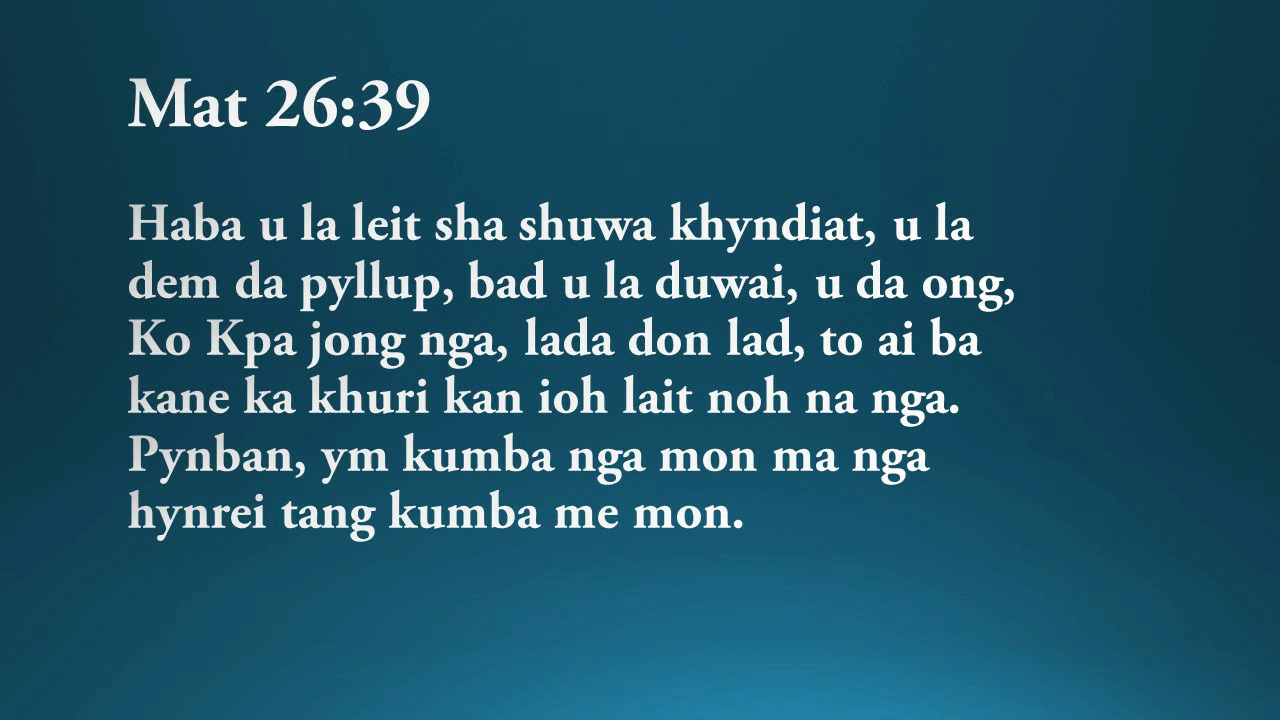 Mat 26:39
Haba u la leit sha shuwa khyndiat, u la
dem da pyllup, bad u la duwai, u da ong,
Ko Kpa jong nga, lada don lad, to ai ba
kane ka khuri kan ioh lait noh na nga.
Pynban, ym kumba nga mon ma nga
hynrei tang kumba me mon.